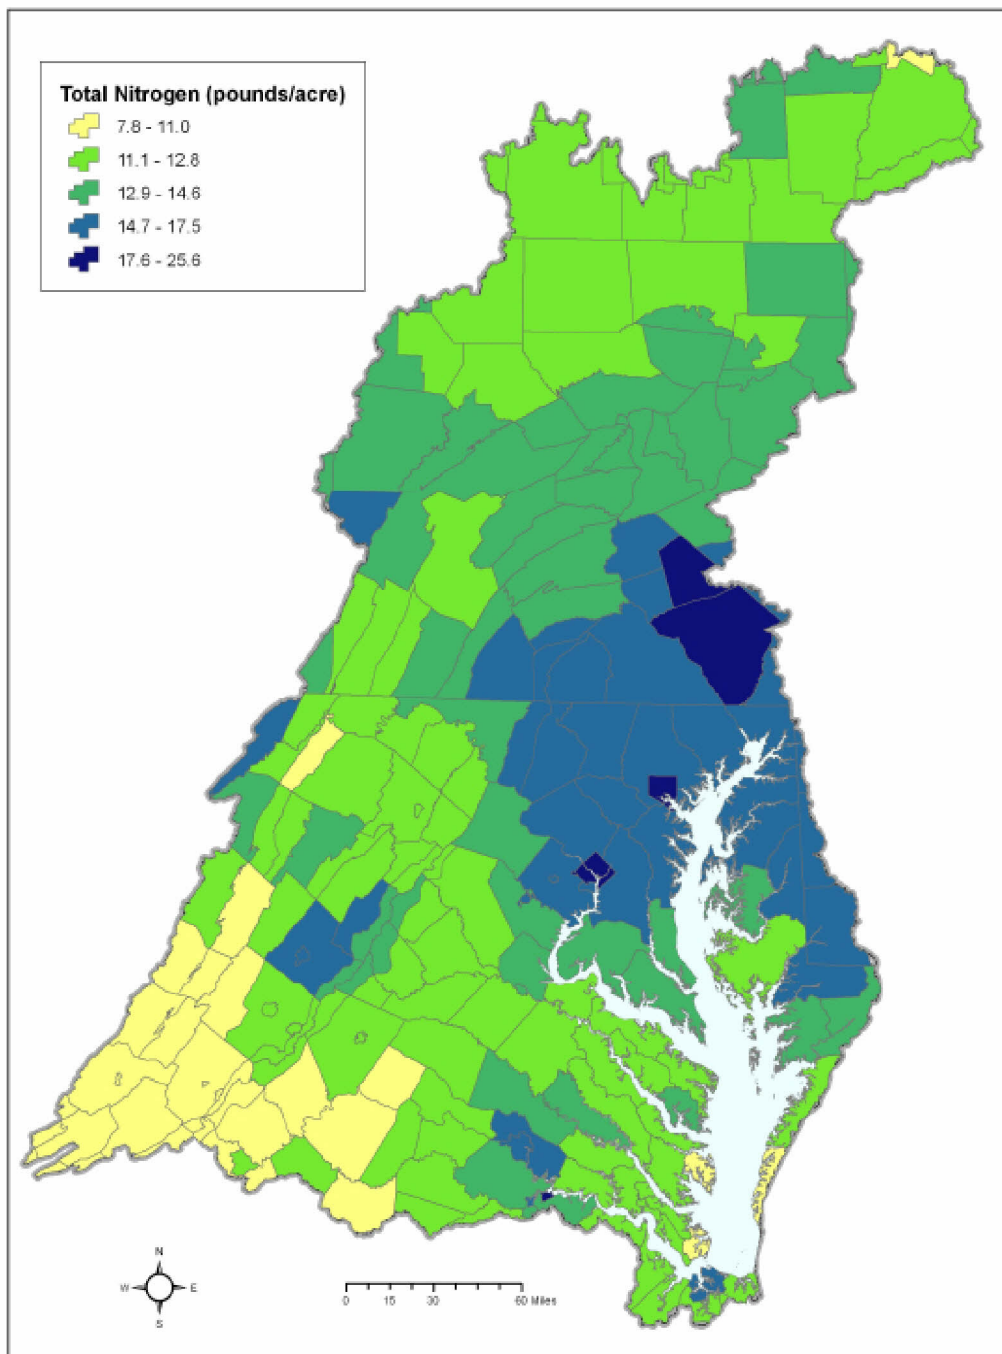 Total Nitrogen (pounds/acre)
7.8 - 11.0
11.1 - 12.8
12.9 - 14.6
14.7 - 17.5
17.6 - 25.6
N
W E
S
0 15 30 60 Miles